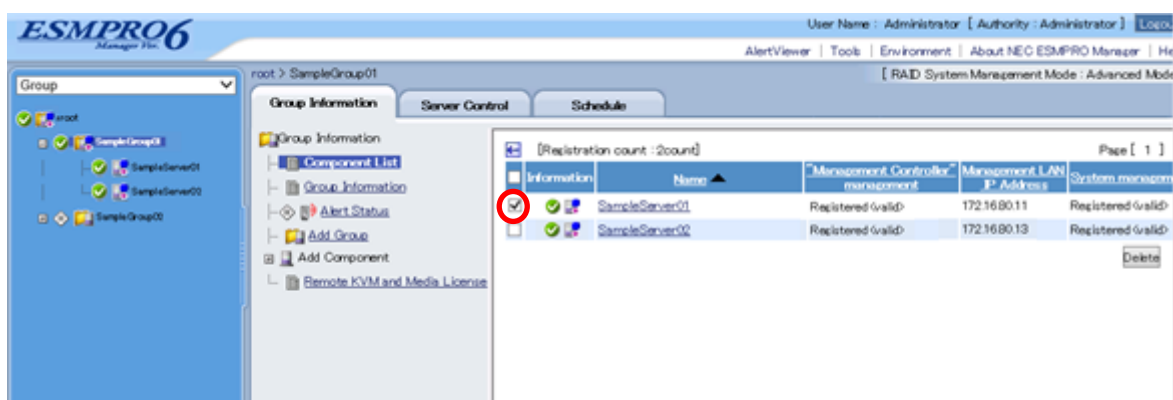 ESMPRO6
Manager Ver.
User Name : Administrator [ Authority : Administrator ]
AlertViewer | Tools | Environment | About NEC ESMPRO Manager | He
Group
root > SampleGroup01
[ RAID System Management Mode : Advanced Mode
Group Information
Server Control
Schedule
root
SampleGroup01
SampleServer01
SampleServer02
SampleGroup02
Group Information
Component List
Group Information
Alert Status
Add Group
Add Component
Remote KVM and Media License
[Registration count : 2count]
Page [ 1 ]
Information
Name
"Management Controller" management
Management LAN IP Address
System managem
SampleServer01
Registered (valid)
172.16.80.11
Registered (valid)
SampleServer02
Registered (valid)
172.16.80.13
Registered (valid)
Delete